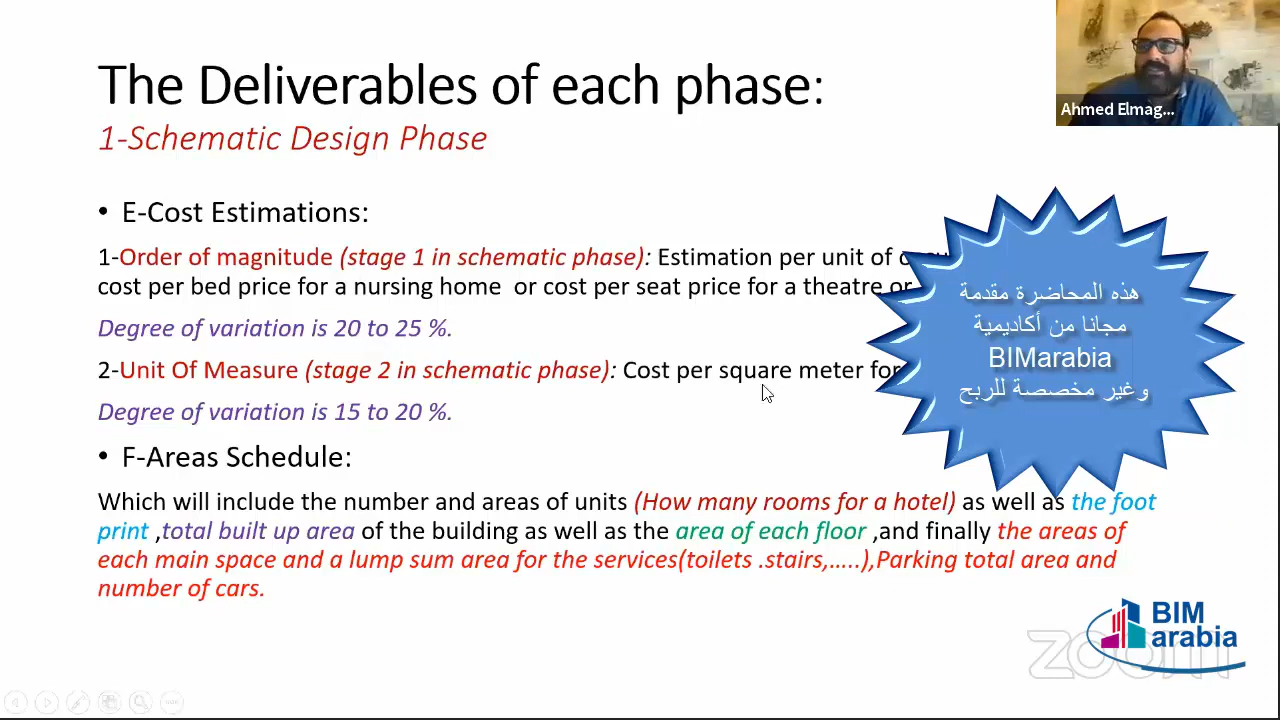 The Deliverables of each phase:
1-Schematic Design Phase
Ahmed Elmag...
• E-Cost Estimations:
1-Order of magnitude (stage 1 in schematic phase): Estimation per unit of
cost per bed price for a nursing home or cost per seat price for a theatre or
Degree of variation is 20 to 25 %.
2-Unit Of Measure (stage 2 in schematic phase): Cost per square meter for
Degree of variation is 15 to 20 %.
هذه المحاضرة مقدمة
مجانا من أكاديمية
BIMarabia
وغير مخصصة للربح
• F-Areas Schedule:
Which will include the number and areas of units (How many rooms for a hotel) as well as the foot
print ,total built up area of the building as well as the area of each floor ,and finally the areas of
each main space and a lump sum area for the services(toilets .stairs,…..),Parking total area and
number of cars.
BIM
arabia
zoom